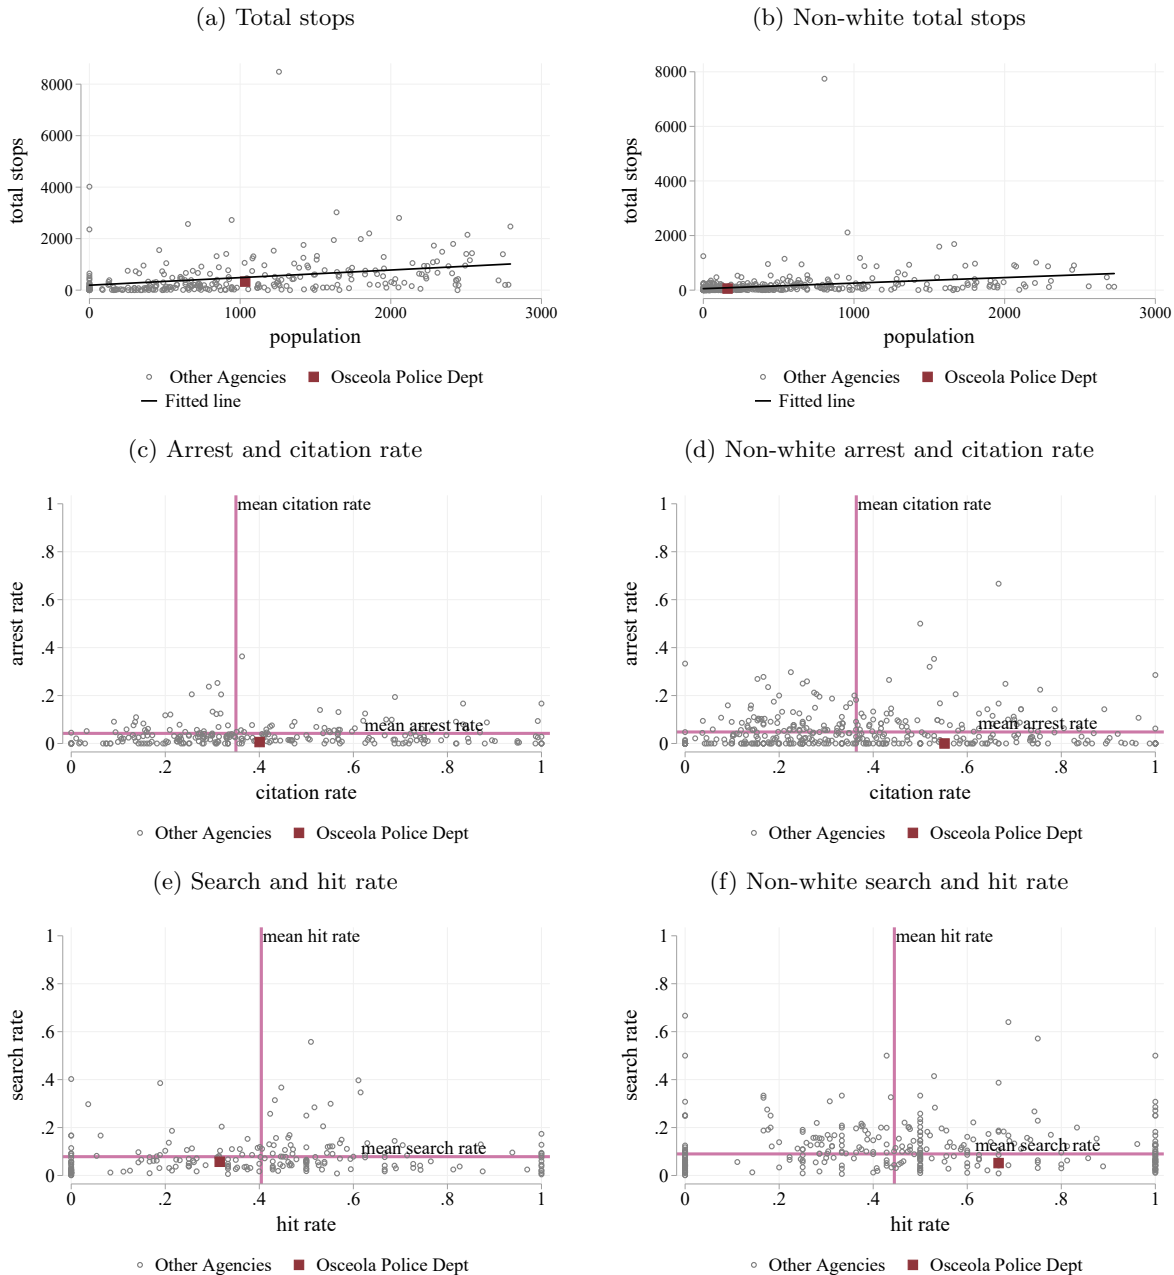 (a) Total stops
(b) Non-white total stops
total stops
8000
6000
4000
2000
0
0 1000 2000 3000
population
Other Agencies Osceola Police Dept
Fitted line
total stops
8000
6000
4000
2000
0
0 1000 2000 3000
population
Other Agencies Osceola Police Dept
Fitted line
(c) Arrest and citation rate
(d) Non-white arrest and citation rate
arrest rate
1
.8
.6
.4
.2
0
mean citation rate
mean arrest rate
0 .2 .4 .6 .8 1
citation rate
Other Agencies Osceola Police Dept
arrest rate
1
.8
.6
.4
.2
0
mean citation rate
mean arrest rate
0 .2 .4 .6 .8 1
citation rate
Other Agencies Osceola Police Dept
(e) Search and hit rate
(f) Non-white search and hit rate
search rate
1
.8
.6
.4
.2
0
mean hit rate
mean search rate
0 .2 .4 .6 .8 1
hit rate
Other Agencies Osceola Police Dept
search rate
1
.8
.6
.4
.2
0
mean hit rate
mean search rate
0 .2 .4 .6 .8 1
hit rate
Other Agencies Osceola Police Dept